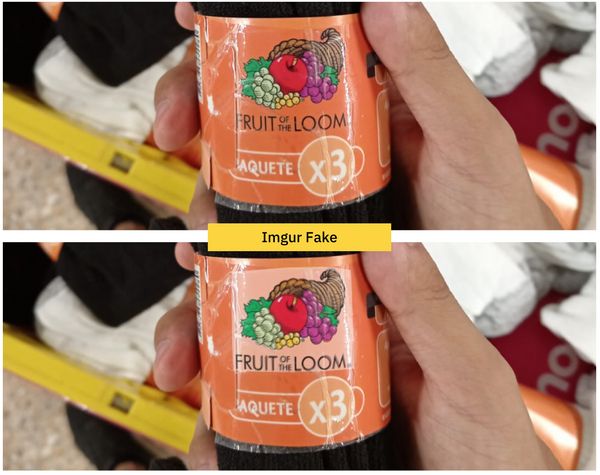 FRUIT OF THE LOOM
AQUETE x3
Imgur Fake
FRUIT OF THE LOOM
AQUETE x3